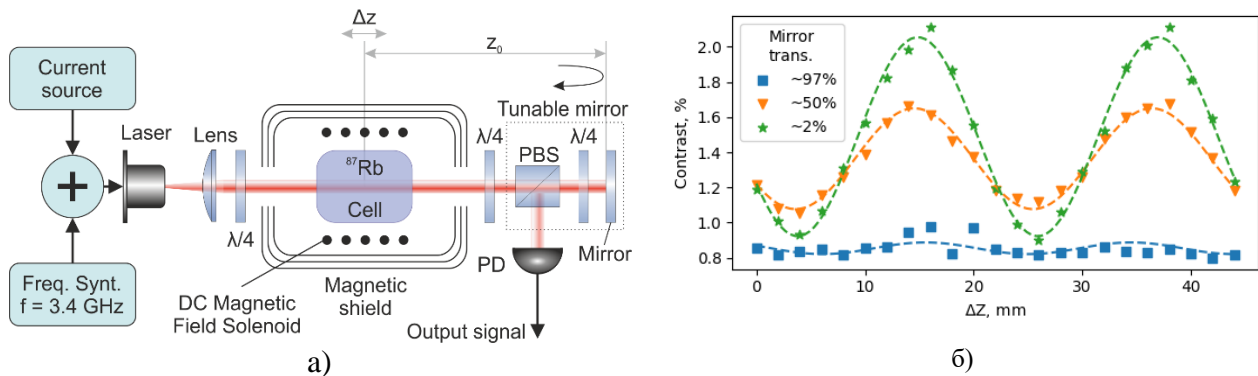 Δz
z₀
Current
source
Laser
Lens
Tunable mirror
λ/4
λ/4
PBS
⁸⁷Rb
Cell
λ/4
Mirror
PD
Freq. Synt.
f = 3.4 GHz
DC Magnetic
Field Solenoid
Magnetic
shield
Output signal
а)
Contrast, %
2.0
1.8
1.6
1.4
1.2
1.0
0.8
Mirror
trans.
~97%
~50%
~2%
0
10
20
30
40
ΔZ, mm
б)